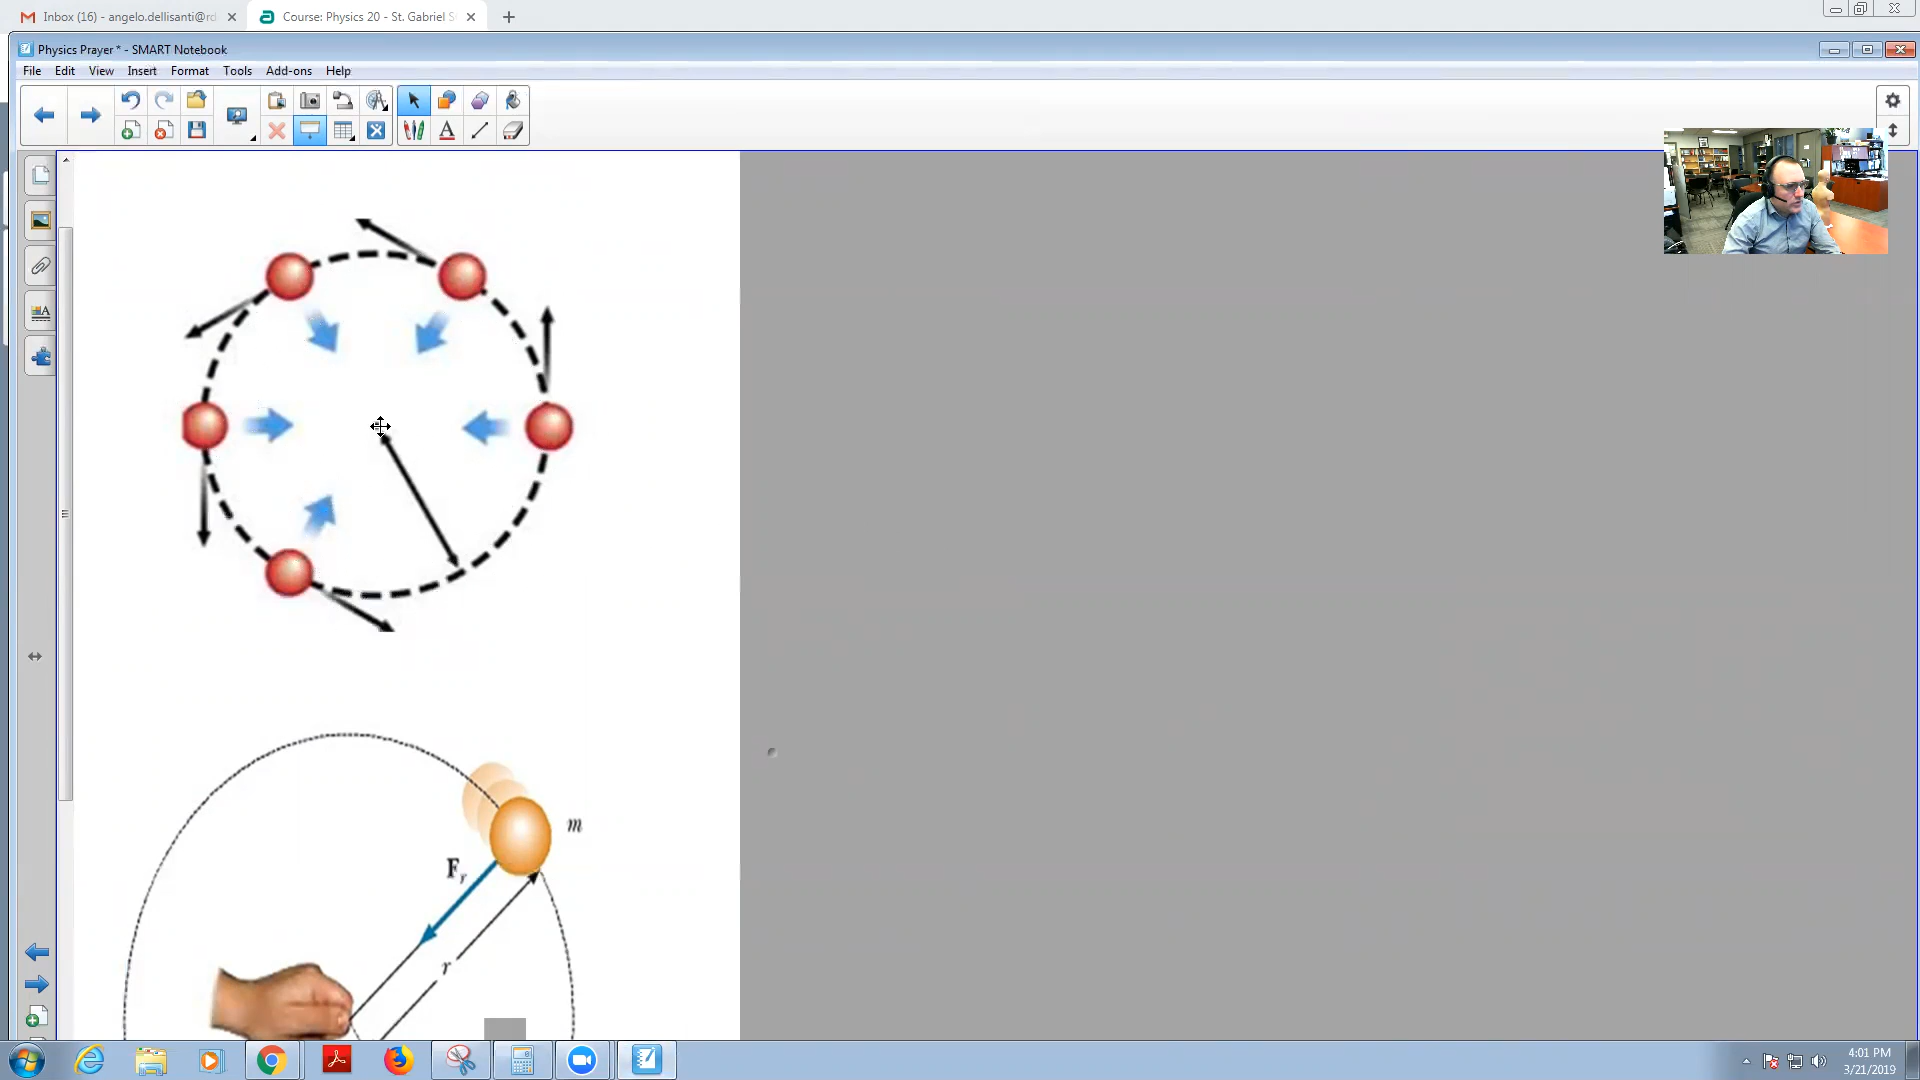 Inbox (16) - angelo.dellisanti@rd
Course: Physics 20 - St. Gabriel S
Physics Prayer * - SMART Notebook
File Edit View Insert Format Tools Add-ons Help
A
A
m
Fr
r
4:01 PM
3/21/2019